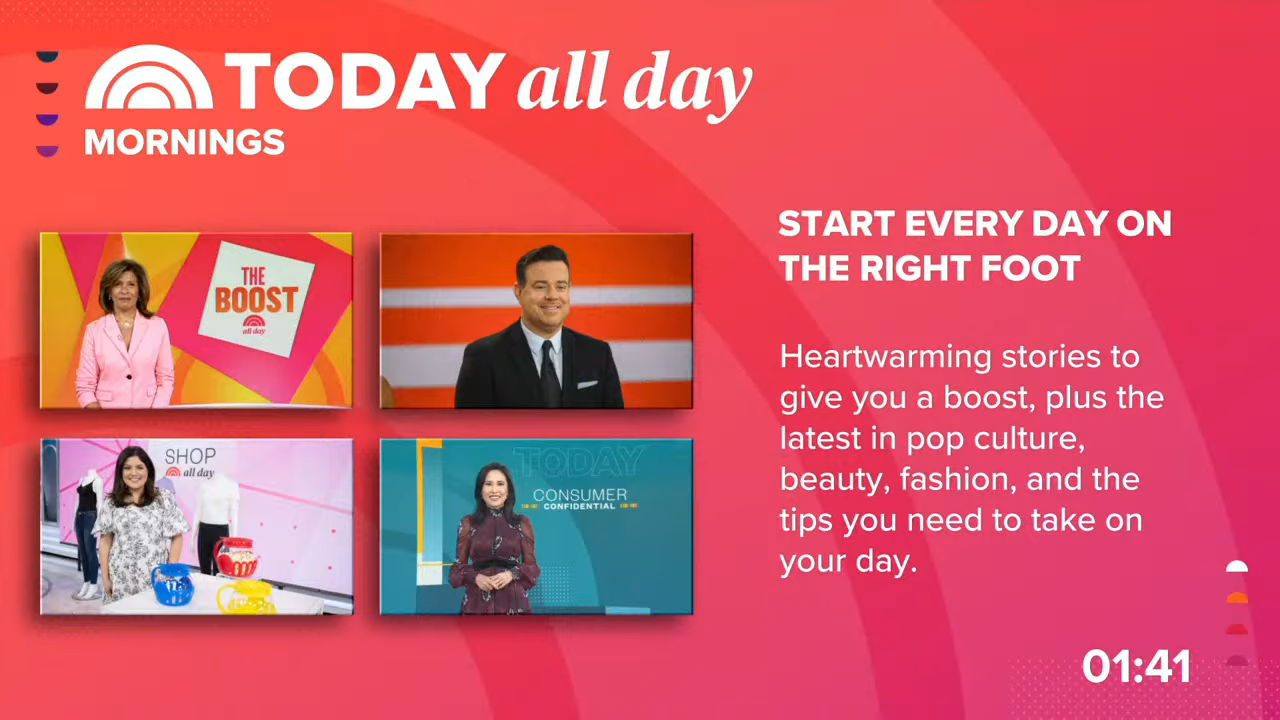 TODAY all day
MORNINGS
START EVERY DAY ON
THE RIGHT FOOT
THE
BOOST
all day
SHOP
all day
TODAY
CONSUMER
CONFIDENTIAL
Heartwarming stories to
give you a boost, plus the
latest in pop culture,
beauty, fashion, and the
tips you need to take on
your day.
01:41